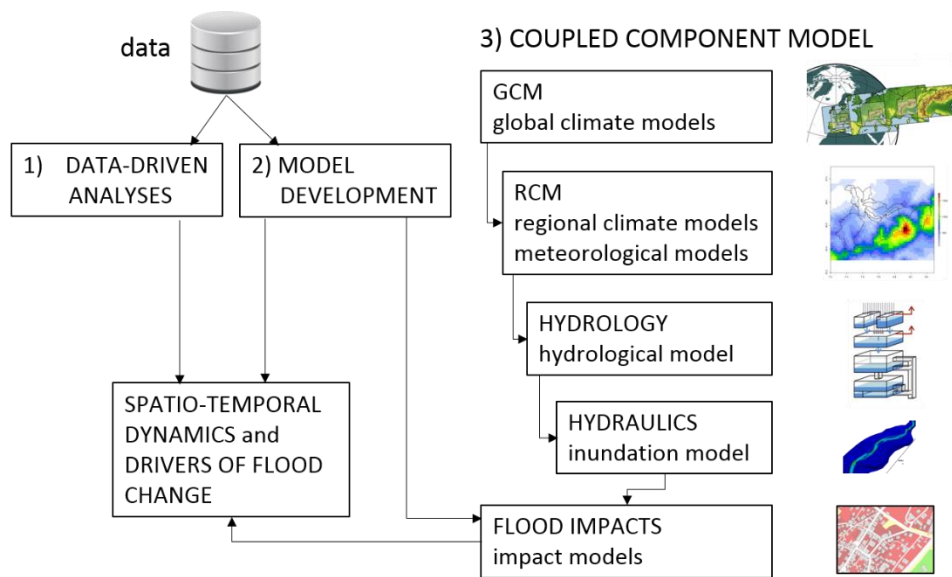 data
1) DATA-DRIVEN
ANALYSES
2) MODEL
DEVELOPMENT
SPATIO-TEMPORAL
DYNAMICS and
DRIVERS OF FLOOD
CHANGE
3) COUPLED COMPONENT MODEL
GCM
global climate models
RCM
regional climate models
meteorological models
HYDROLOGY
hydrological model
HYDRAULICS
inundation model
FLOOD IMPACTS
impact models